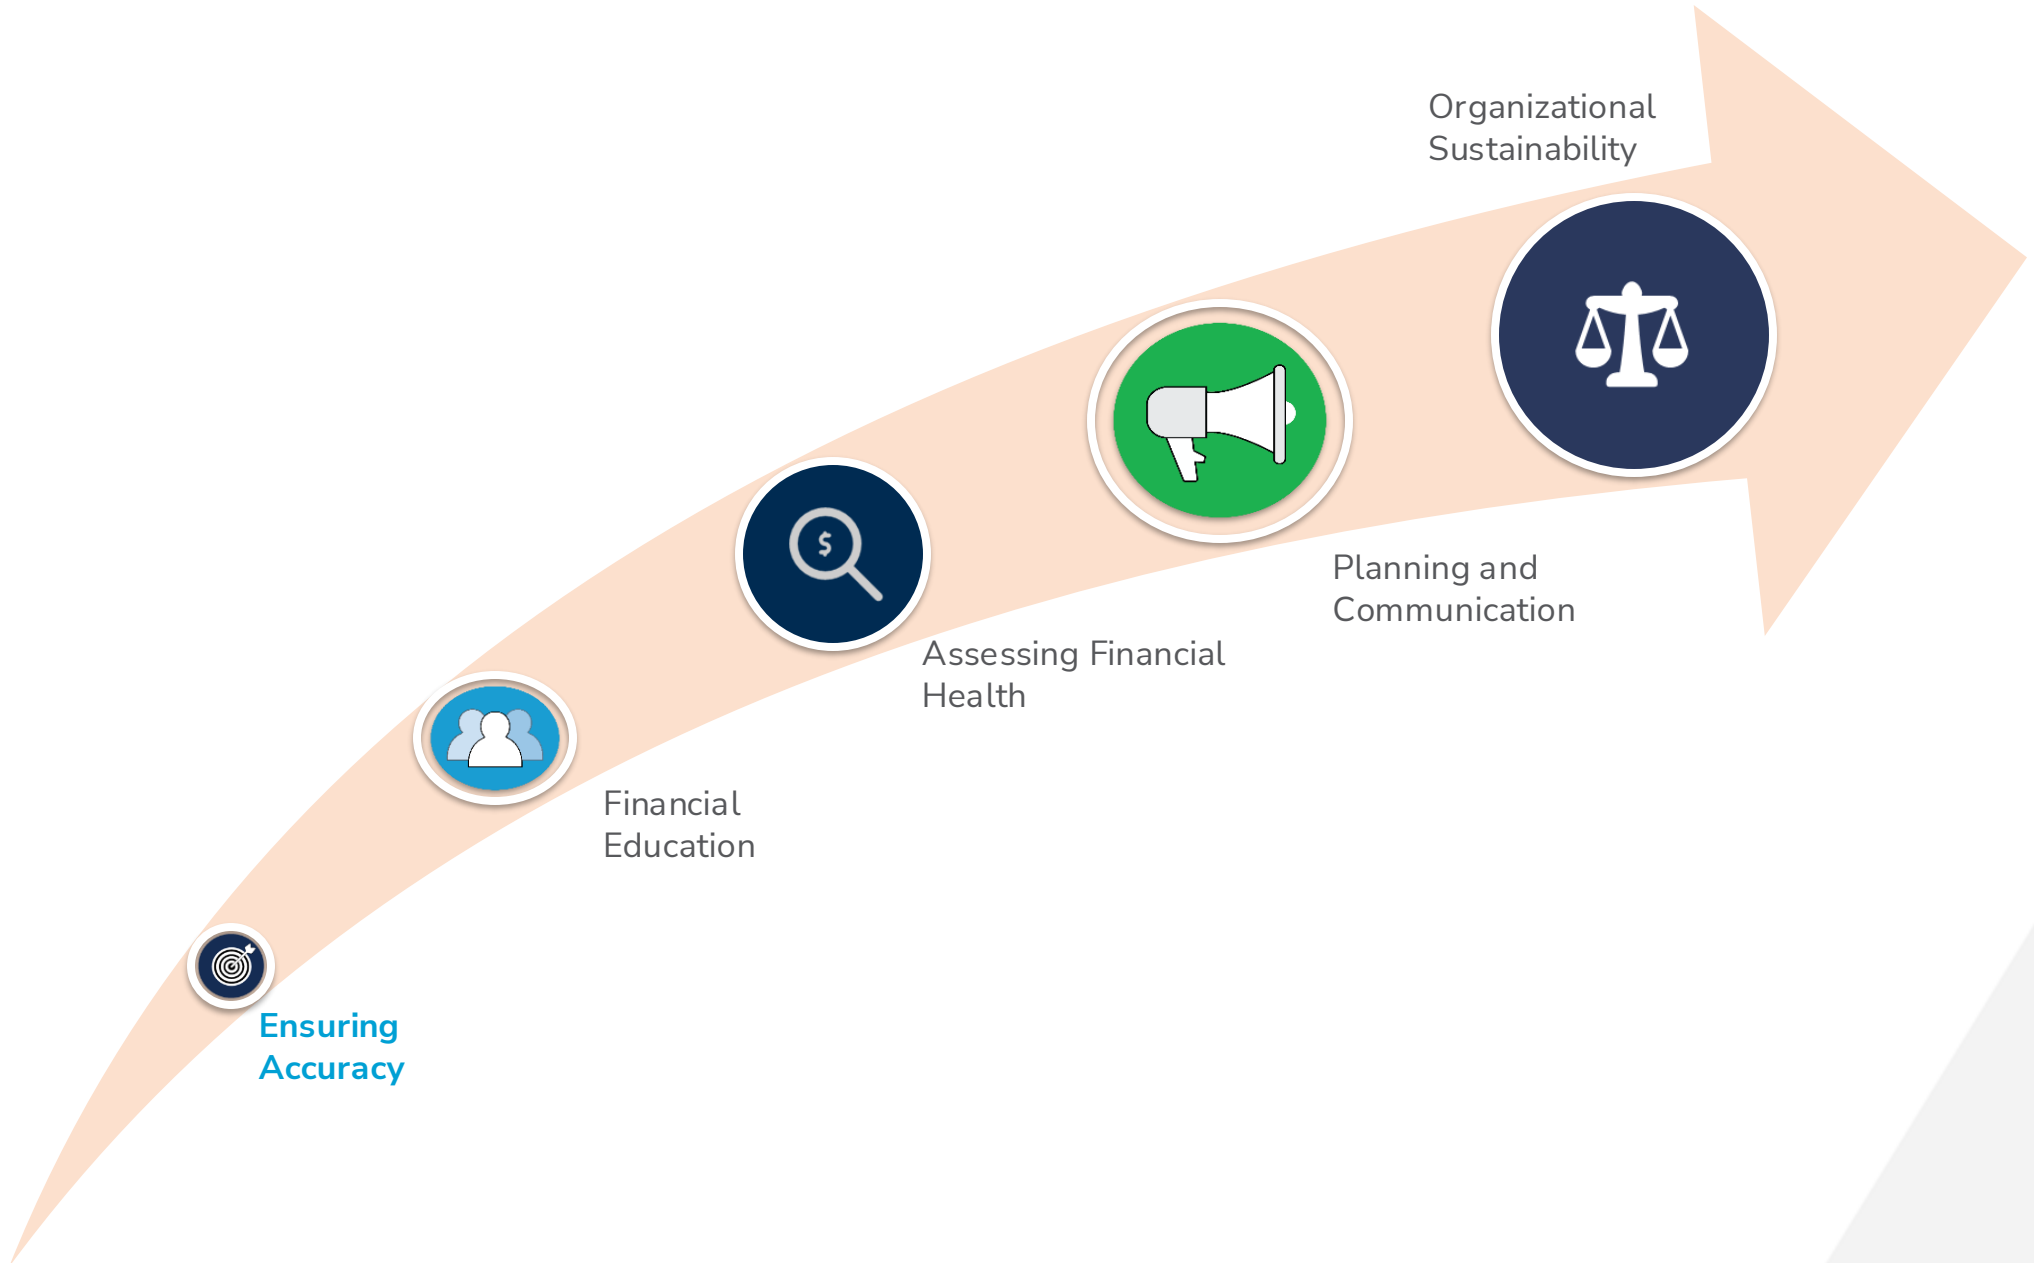 Organizational
Sustainability
Planning and
Communication
Assessing Financial
Health
$
Financial
Education
Ensuring
Accuracy